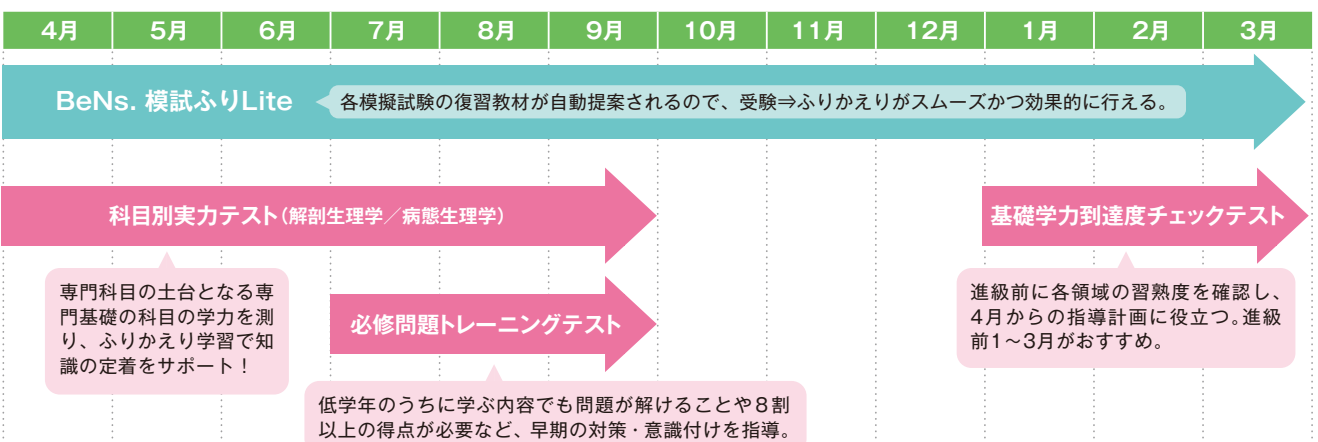 4月 5月 6月 7月 8月 9月 10月 11月 12月 1月 2月 3月
BeNs. 模試ふりLite
各模擬試験の復習教材が自動提案されるので、受験⇒ふりかえりがスムーズかつ効果的に行える。
科目別実力テスト（解剖生理学／病態生理学）
基礎学力到達度チェックテスト
専門科目の土台となる専
門基礎の科目の学力を測
り、ふりかえり学習で知
識の定着をサポート！
進級前に各領域の習熟度を確認し、
4月からの指導計画に役立つ。進級
前1〜3月がおすすめ。
必修問題トレーニングテスト
低学年のうちに学ぶ内容でも問題が解けることや８割
以上の得点が必要など、早期の対策・意識付けを指導。